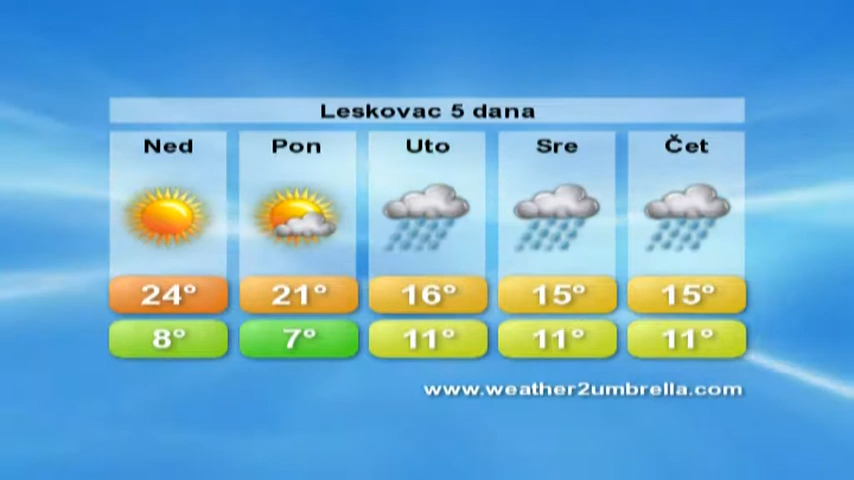 Leskovac 5 dana
Ned Pon Uto Sre Čet
24° 21° 16° 15° 15°
8° 7° 11° 11° 11°
www.weather2umbrella.com